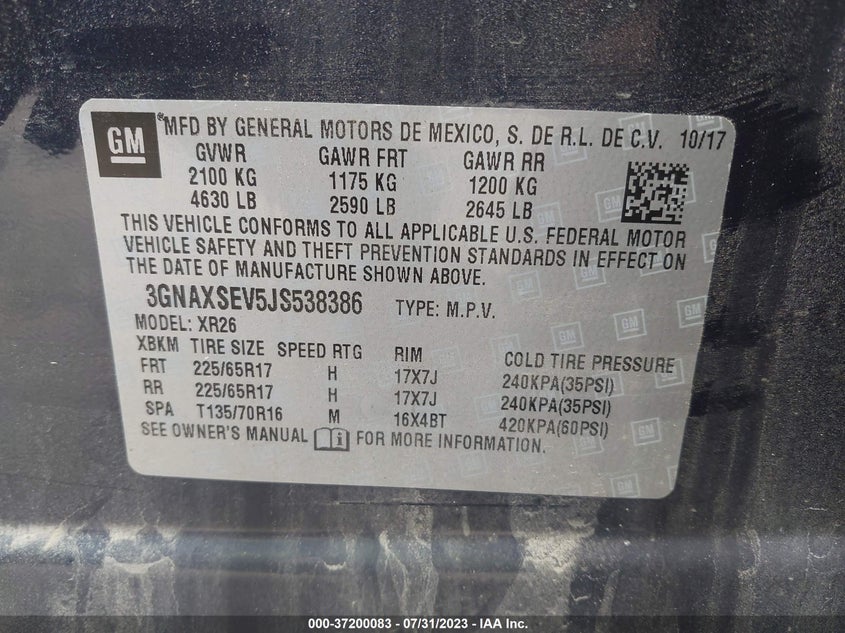 GM
MFD BY GENERAL MOTORS DE MEXICO, S. DE R.L. DE C.V. 10/17
GVWR GAWR FRT GAWR RR
2100 KG 1175 KG 1200 KG
4630 LB 2590 LB 2645 LB
THIS VEHICLE CONFORMS TO ALL APPLICABLE U.S. FEDERAL MOTOR
VEHICLE SAFETY AND THEFT PREVENTION STANDARDS IN EFFECT ON
THE DATE OF MANUFACTURE SHOWN ABOVE.
3GNAXSEV5JS538386 TYPE: M.P.V.
MODEL: XR26
XBKM TIRE SIZE SPEED RTG RIM COLD TIRE PRESSURE
FRT 225/65R17 H 17X7J 240KPA(35PSI)
RR 225/65R17 H 17X7J 240KPA(35PSI)
SPA T135/70R16 M 16X4BT 420KPA(60PSI)
SEE OWNER'S MANUAL FOR MORE INFORMATION.
000-37200083 - 07/31/2023 - IAA Inc.